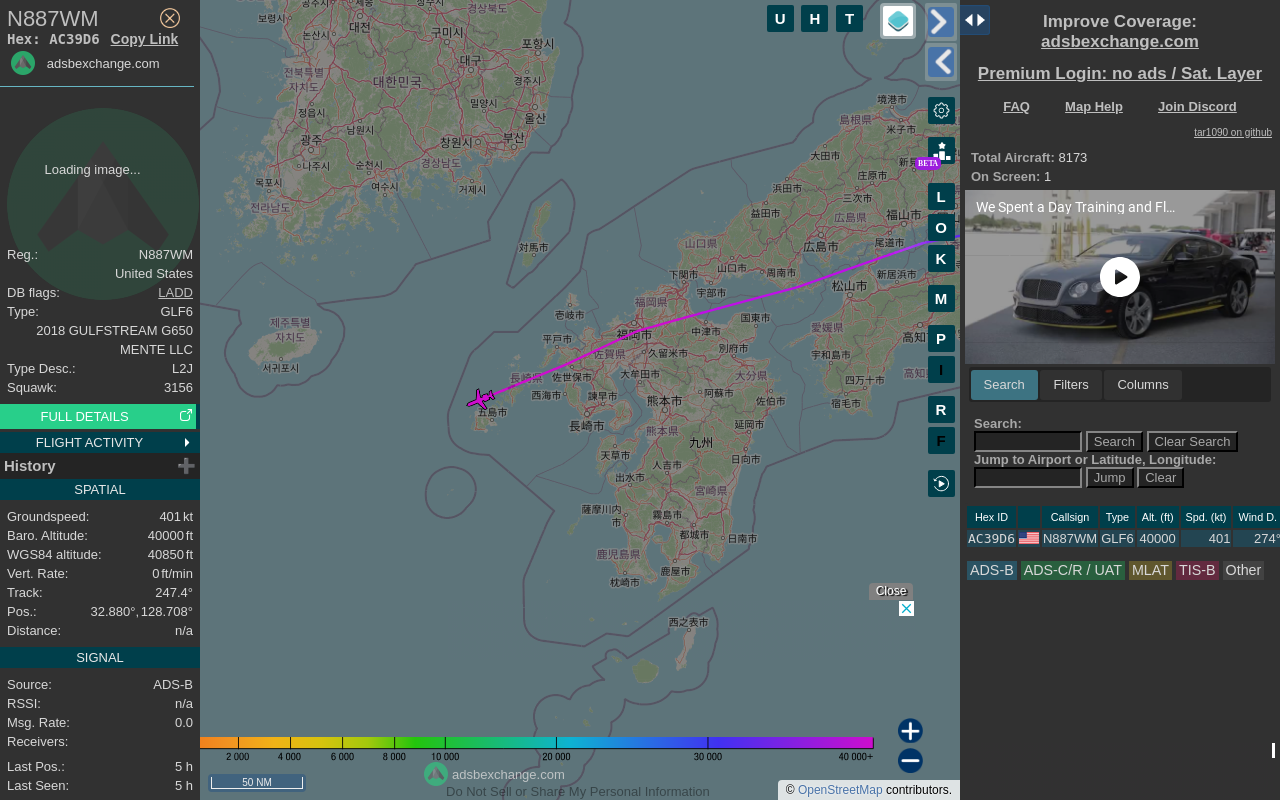 N887WM
Hex: AC39D6 Copy Link
adsbexchange.com
Loading image...
Reg.: N887WM
United States
DB flags: LADD
Type: GLF6
2018 GULFSTREAM G650
MENTE LLC
Type Desc.: L2J
Squawk: 3156
FULL DETAILS
FLIGHT ACTIVITY
History
SPATIAL
Groundspeed: 401 kt
Baro. Altitude: 40000 ft
WGS84 altitude: 40850 ft
Vert. Rate: 0 ft/min
Track: 247.4°
Pos.: 32.880°, 128.708°
Distance: n/a
SIGNAL
Source: ADS-B
RSSI: n/a
Msg. Rate: 0.0
Receivers:
Last Pos.: 5 h
Last Seen: 5 h
보령시
대전
경상북도
논산시
구미시
포항시
대구
전북특별
자치도
대한민국
경주시
밀양시
정읍시
울산
남원시
광주
창원시
부산
나주시
순천시
경상남도
목포시
여수시
거제시
전라남도
제주특별
자치도
서귀포시
対馬市
壱岐市
平戸市
福岡県
福岡市
佐賀県
久留米市
長崎県
佐世保市
大牟田市
西海市
諫早市
五島市
長崎市
熊本市
阿蘇市
熊本県
天草市
九州
人吉市
出水市
薩摩川内
市
霧島市
宮崎県
都城市
鹿児島県
日南市
鹿屋市
枕崎市
西之表市
日向市
延岡市
佐伯市
大分県
別府市
中津市
国東市
宇部市
下関市
山口県
山口市
周南市
益田市
浜田市
大田市
島根県
境港市
米子市
庄原市
三次市
広島県
福山市
広島市
尾道市
新居浜市
松山市
愛媛県
宇和島市
四万十市
宿毛市
U H T
BETA
L
O
K
M
P
I
R
F
Close
2 000 4 000 6 000 8 000 10 000 20 000 30 000 40 000+
50 NM
adsbexchange.com
Do Not Sell or Share My Personal Information
© OpenStreetMap contributors.
Improve Coverage:
adsbexchange.com
Premium Login: no ads / Sat. Layer
FAQ Map Help Join Discord
tar1090 on github
Total Aircraft: 8173
On Screen: 1
We Spent a Day Training and Fl...
Search Filters Columns
Search:
Search Clear Search
Jump to Airport or Latitude, Longitude:
Jump Clear
Hex ID Callsign Type Alt. (ft) Spd. (kt) Wind D.
AC39D6 N887WM GLF6 40000 401 274°
ADS-B ADS-C/R / UAT MLAT TIS-B Other